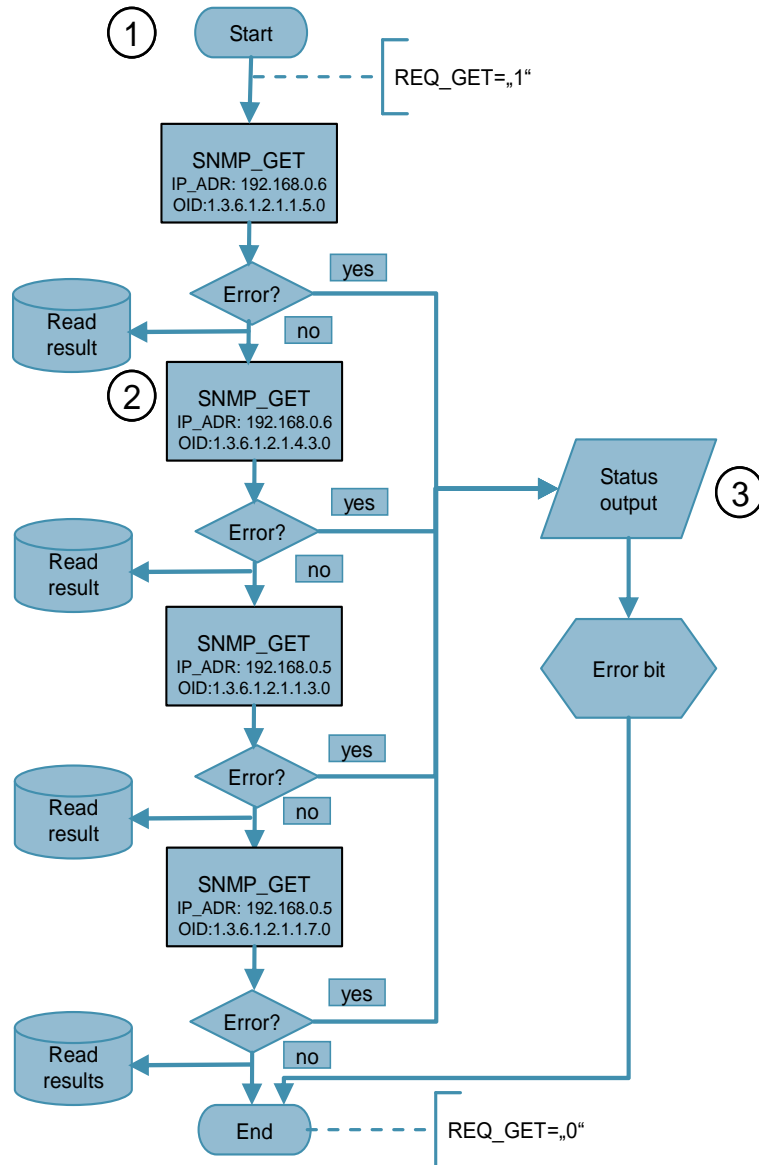 1
Start
REQ_GET=„1“
SNMP_GET
IP_ADR: 192.168.0.6
OID:1.3.6.1.2.1.1.5.0
yes
Error?
no
Read
result
2
SNMP_GET
IP_ADR: 192.168.0.6
OID:1.3.6.1.2.1.4.3.0
yes
Error?
no
Read
result
Status
output
3
SNMP_GET
IP_ADR: 192.168.0.5
OID:1.3.6.1.2.1.1.3.0
Error bit
yes
Error?
no
Read
result
SNMP_GET
IP_ADR: 192.168.0.5
OID:1.3.6.1.2.1.1.7.0
yes
Error?
no
Read
results
End
REQ_GET=„0“